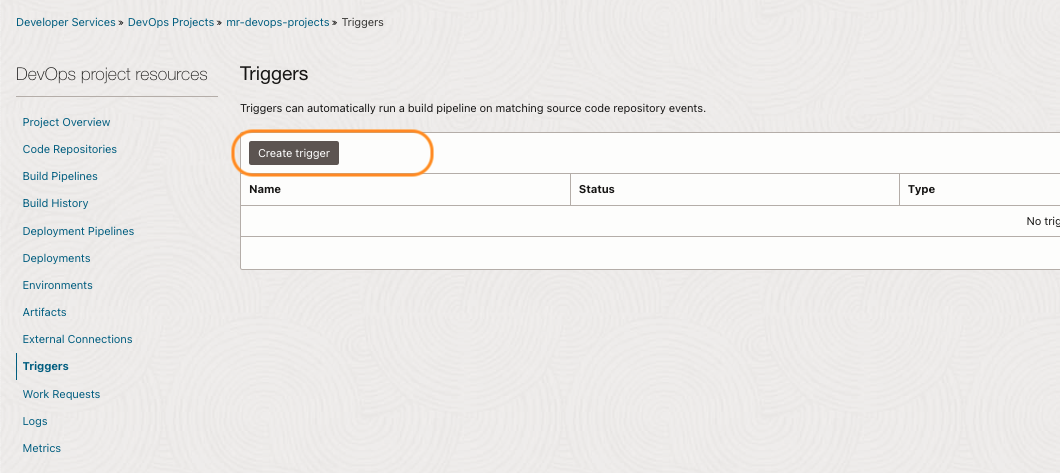 Developer Services » DevOps Projects » mr-devops-projects » Triggers
DevOps project resources
Project Overview
Code Repositories
Build Pipelines
Build History
Deployment Pipelines
Deployments
Environments
Artifacts
External Connections
Triggers
Work Requests
Logs
Metrics
Triggers
Triggers can automatically run a build pipeline on matching source code repository events.
Create trigger
Name Status Type
No trig